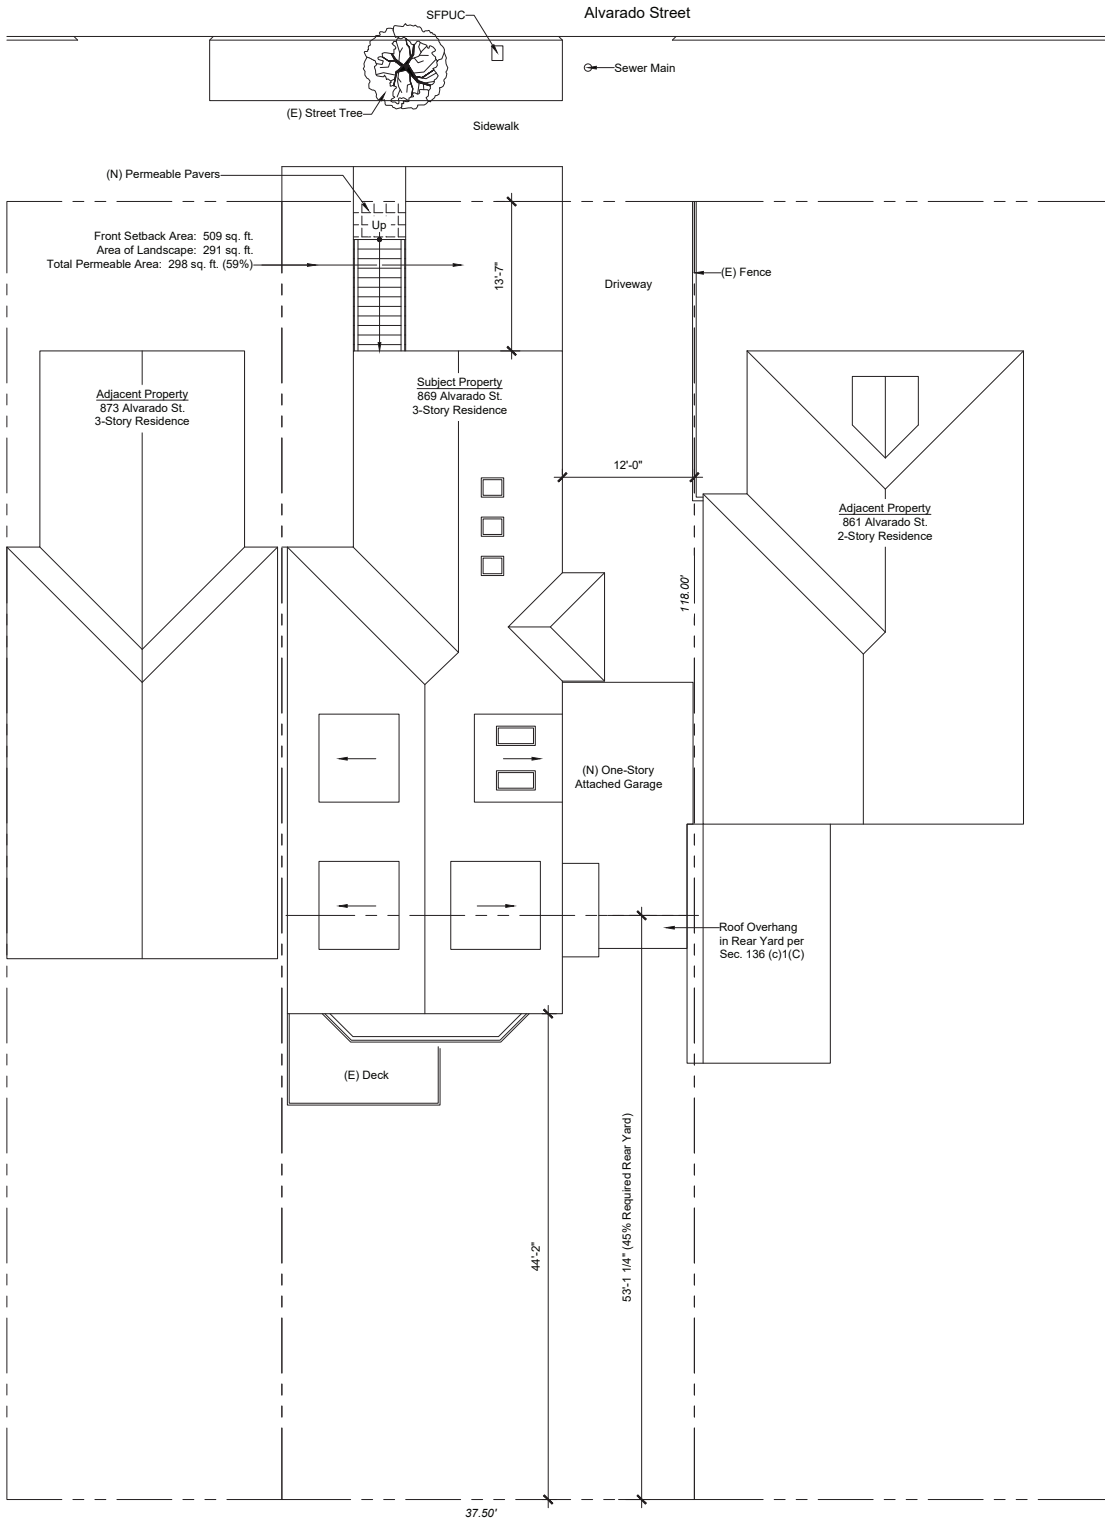 Alvarado Street
SFPUC
Sewer Main
(E) Street Tree
Sidewalk
(N) Permeable Pavers
Up
Front Setback Area: 509 sq. ft.
Area of Landscape: 291 sq. ft.
Total Permeable Area: 298 sq. ft. (59%)
13'-7"
Driveway
(E) Fence
Adjacent Property
873 Alvarado St.
3-Story Residence
Subject Property
869 Alvarado St.
3-Story Residence
12'-0"
Adjacent Property
861 Alvarado St.
2-Story Residence
118.00'
(N) One-Story
Attached Garage
Roof Overhang
in Rear Yard per
Sec. 136 (c)1(C)
(E) Deck
44'-2"
53'-1 1/4" (45% Required Rear Yard)
37.50'